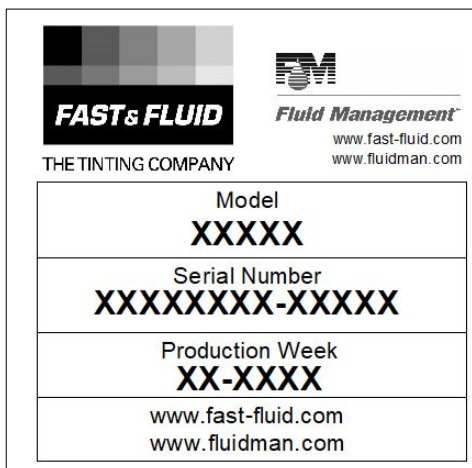 FAST & FLUID
THE TINTING COMPANY
FM
Fluid Management
www.fast-fluid.com
www.fluidman.com
Model
XXXXX
Serial Number
XXXXXXXX-XXXXX
Production Week
XX-XXXX
www.fast-fluid.com
www.fluidman.com